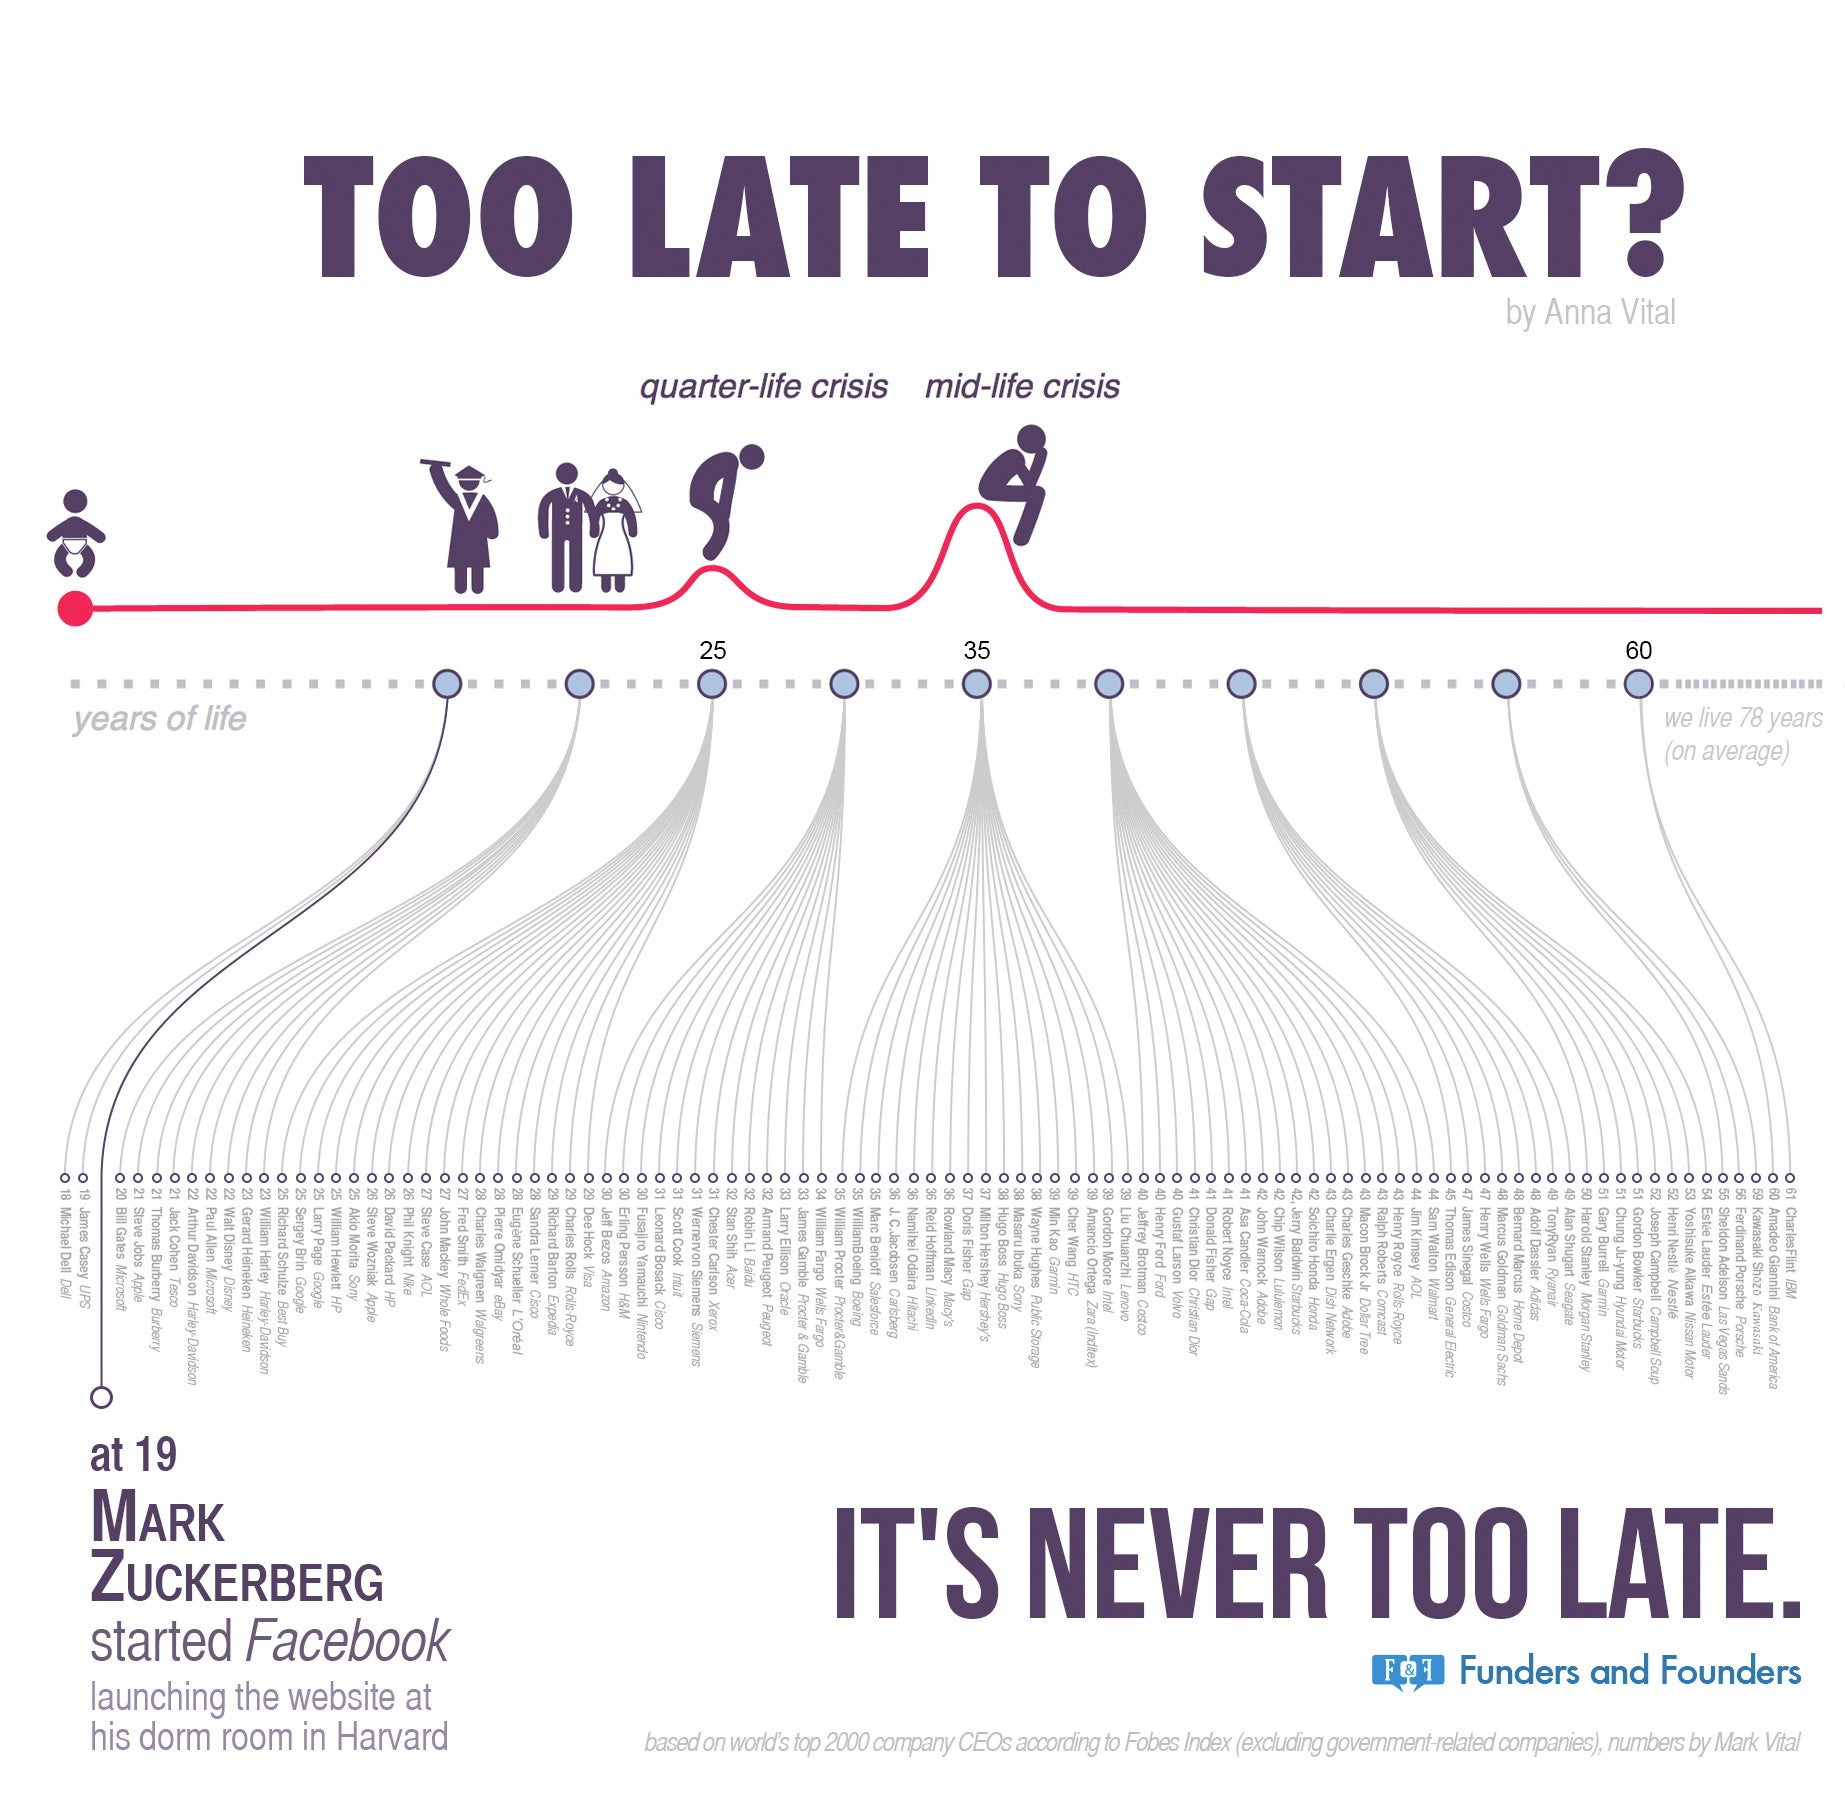 TOO LATE TO START?
by Anna Vital
quarter-life crisis
mid-life crisis
25
35
60
years of life
we live 78 years
(on average)
18 Michael Dell Dell
19 James Casey UPS
20 Bill Gates Microsoft
21 Steve Jobs Apple
21 Thomas Burberry Burberry
21 Jack Cohen Tesco
22 Arthur Davidson Harley-Davidson
22 Paul Allen Microsoft
22 Walt Disney Disney
23 Gerard Heineken Heineken
23 William Harley Harley-Davidson
25 Richard Schulze Best Buy
25 Sergey Brin Google
25 Larry Page Google
25 William Hewlett HP
26 Akio Morita Sony
26 Steve Wozniak Apple
26 David Packard HP
26 Phil Knight Nike
27 Steve Case AOL
27 John Mackey Whole Foods
27 Fred Smith FedEx
28 Charles Walgreen Walgreens
28 Pierre Omidyar eBay
28 Eugène Schueller L'Oréal
28 Sandra Lerner Cisco
29 Richard Barton Expedia
29 Charles Rolls Rolls-Royce
29 Dee Hock Visa
30 Jeff Bezos Amazon
30 Erling Persson H&M
30 Fusajiro Yamauchi Nintendo
31 Leonard Bosack Cisco
31 Scott Cook Intuit
31 Werner von Siemens Siemens
31 Chester Carlson Xerox
32 Stan Shih Acer
32 Robin Li Baidu
32 Armand Peugeot Peugeot
33 Larry Ellison Oracle
33 James Gamble Procter & Gamble
34 William Fargo Wells Fargo
35 William Procter Procter&Gamble
35 WilliamBoeing Boeing
35 Marc Benioff Salesforce
36 J. C.Jacobsen Carlsberg
36 Namihei Odaira Hitachi
36 Reid Hoffman LinkedIn
36 Rowland Macy Macy's
37 Doris Fisher Gap
37 Milton Hershey Hershey's
38 Hugo Boss Hugo Boss
38 Masaru Ibuka Sony
38 Wayne Hughes Public Storage
39 Min Kao Garmin
39 Cher Wang HTC
39 Amancio Ortega Zara (Inditex)
39 Gordon Moore Intel
39 Liu Chuanzhi Lenovo
40 Jeffrey Brotman Costco
40 Henry Ford Ford
40 Gustaf Larson Volvo
41 Christian Dior Christian Dior
41 Donald Fisher Gap
41 Robert Noyce Intel
41 Asa Candler Coca-Cola
42 John Warnock Adobe
42 Chip Wilson Lululemon
42, Jerry Baldwin Starbucks
42 Soichiro Honda Honda
43 Charlie Ergen Dish Network
43 Charles Geschke Adobe
43 Macon Brock Jr Dollar Tree
43 Ralph Roberts Comcast
43 Henry Royce Rolls-Royce
44 Jim Kimsey AOL
44 Sam Walton Walmart
45 Thomas Edison General Electric
47 James Sinegal Costco
47 Henry Wells Wells Fargo
48 Marcus Goldman Goldman Sachs
48 Bernard Marcus Home Depot
48 Adolf Dassler Adidas
49 TonyRyan Ryanair
49 Alan Shugart Seagate
50 Harold Stanley Morgan Stanley
51 Gary Burrell Garmin
51 Chung Ju-yung Hyundai Motor
51 Gordon Bowker Starbucks
52 Joseph Campbell Campbell Soup
52 Henri Nestlé Nestlé
53 Yoshisuke Aikawa Nissan Motor
54 Estée Lauder Estée Lauder
55 Sheldon Adelson Las Vegas Sands
56 Ferdinand Porsche Porsche
59 Kawasaki Shozo Kawasaki
60 Amadeo Giannini Bank of America
61 CharlesFlint IBM
at 19
MARK
ZUCKERBERG
started Facebook
launching the website at
his dorm room in Harvard
IT'S NEVER TOO LATE.
F&F Funders and Founders
based on world's top 2000 company CEOs according to Fobes Index (excluding government-related companies), numbers by Mark Vital